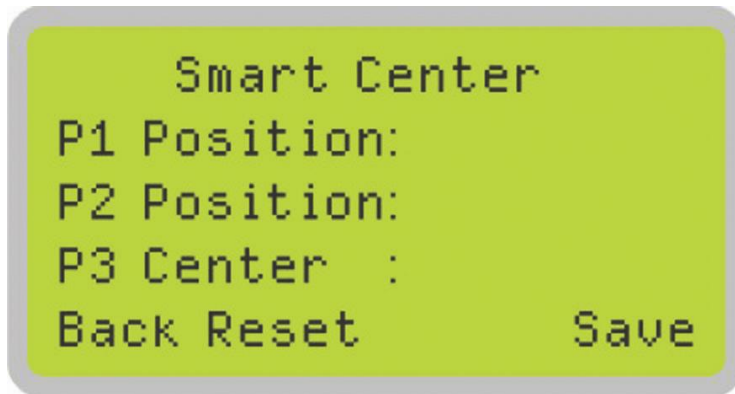 Smart Center
P1 Position:
P2 Position:
P3 Center :
Back Reset Save